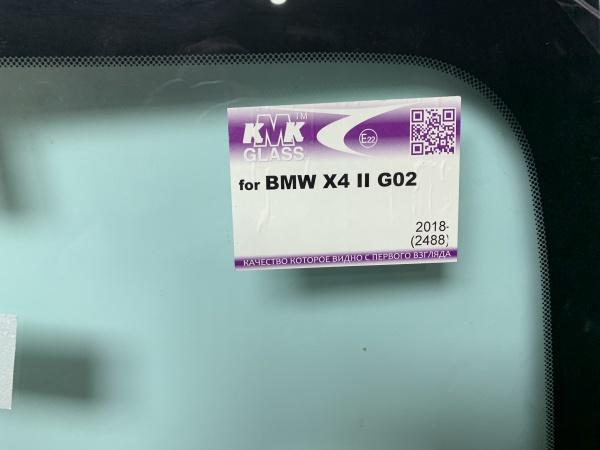 KMK™
GLASS
E22
for BMW X4 II G02
2018-
(2488)
КАЧЕСТВО КОТОРОЕ ВИДНО С ПЕРВОГО ВЗГЛЯДА